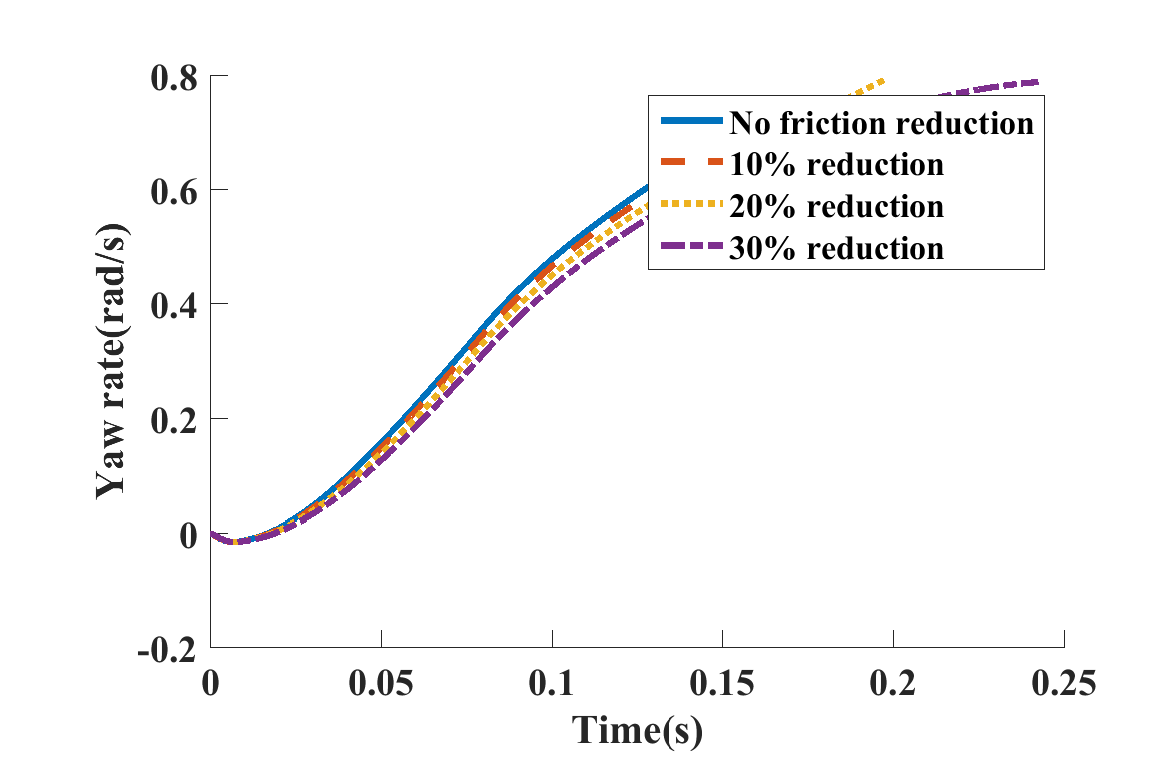 0.8
0.6
0.4
0.2
0
-0.2
Yaw rate(rad/s)
No friction reduction
10% reduction
20% reduction
30% reduction
0 0.05 0.1 0.15 0.2 0.25
Time(s)